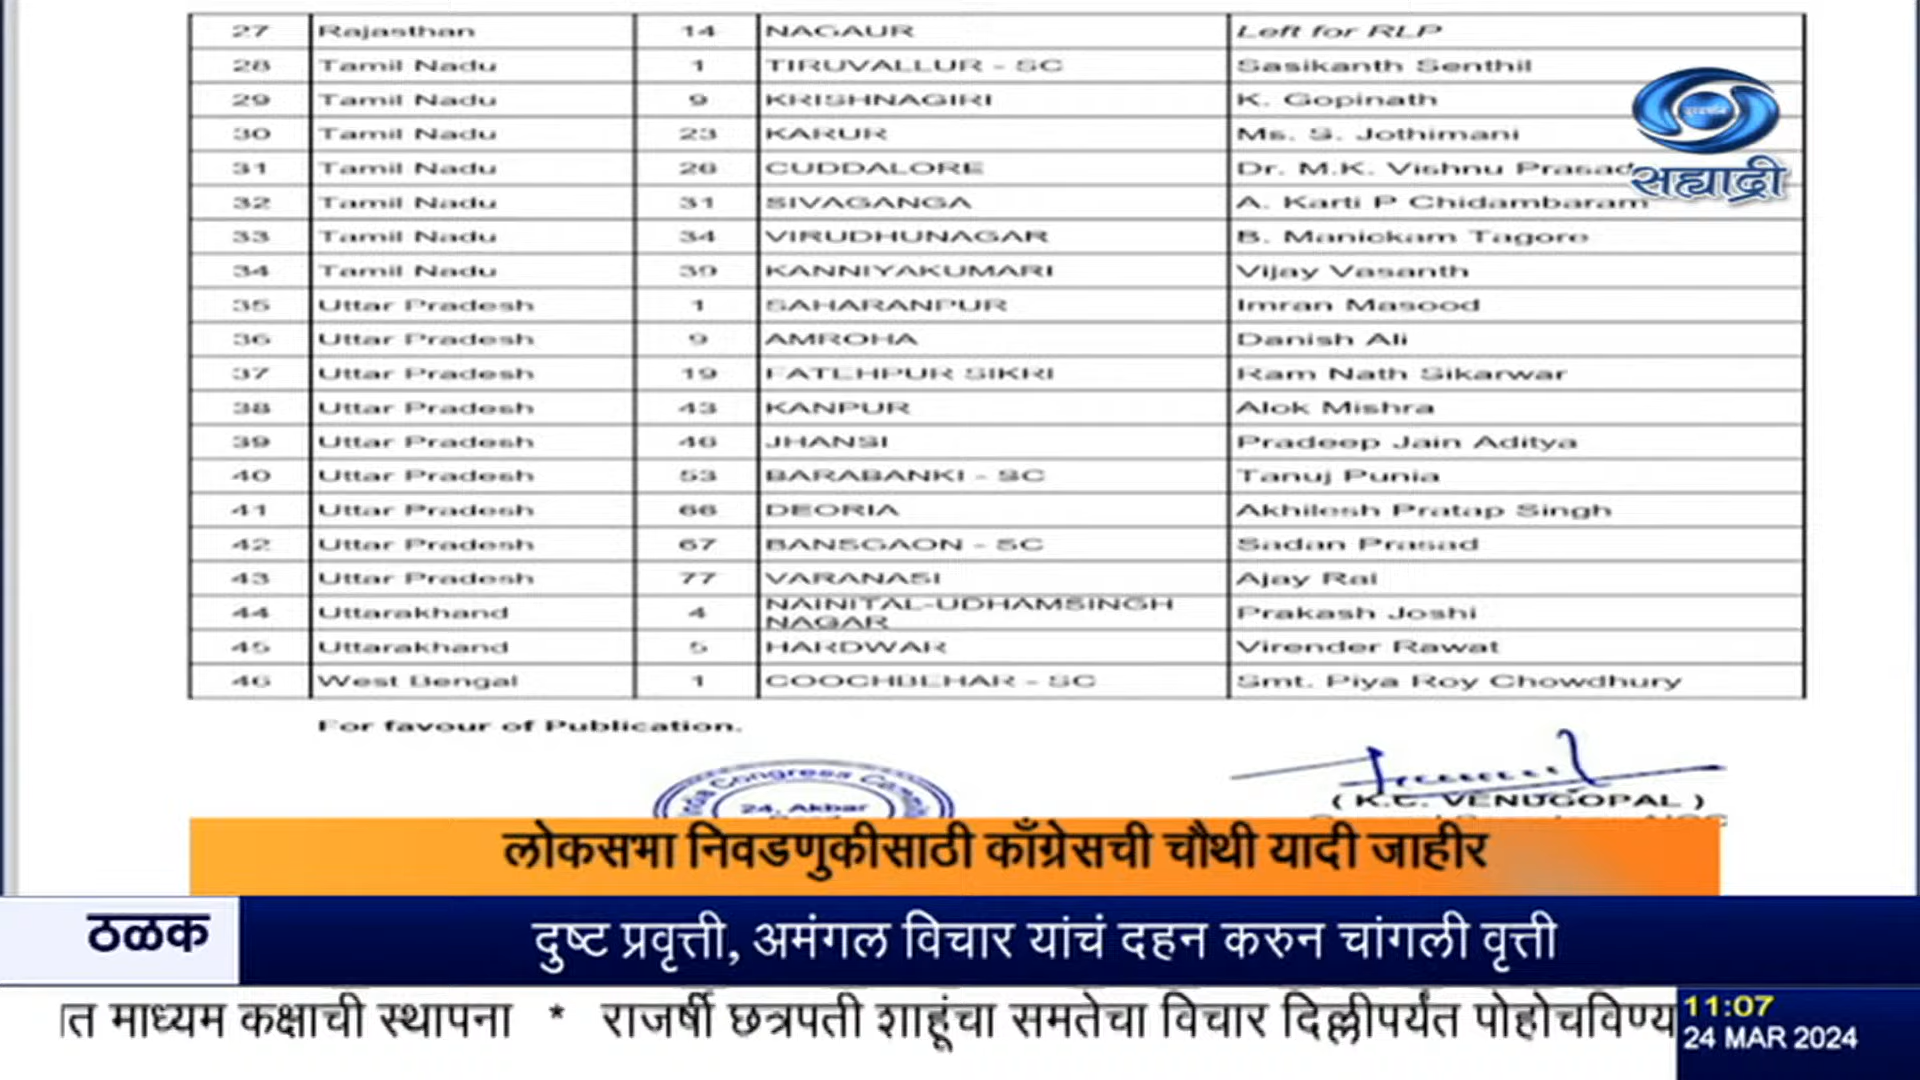 27 Rajasthan 14 NAGAUR Left for RLP
28 Tamil Nadu 1 TIRUVALLUR - SC Sasikanth Senthil
29 Tamil Nadu 9 KRISHNAGIRI K. Gopinath
30 Tamil Nadu 23 KARUR Ms. S. Jothimani
31 Tamil Nadu 26 CUDDALORE Dr. M.K. Vishnu Prasad
32 Tamil Nadu 31 SIVAGANGA A. Karti P Chidambaram
33 Tamil Nadu 34 VIRUDHUNAGAR B. Manickam Tagore
34 Tamil Nadu 39 KANNIYAKUMARI Vijay Vasanth
35 Uttar Pradesh 1 SAHARANPUR Imran Masood
36 Uttar Pradesh 9 AMROHA Danish Ali
37 Uttar Pradesh 19 FATEHPUR SIKRI Ram Nath Sikarwar
38 Uttar Pradesh 43 KANPUR Alok Mishra
39 Uttar Pradesh 46 JHANSI Pradeep Jain Aditya
40 Uttar Pradesh 53 BARABANKI - SC Tanuj Punia
41 Uttar Pradesh 66 DEORIA Akhilesh Pratap Singh
42 Uttar Pradesh 67 BANSGAON - SC Sadan Prasad
43 Uttar Pradesh 77 VARANASI Ajay Rai
44 Uttarakhand 4 NAINITAL-UDHAMSINGH NAGAR Prakash Joshi
45 Uttarakhand 5 HARDWAR Virender Rawat
46 West Bengal 1 COOCHBEHAR - SC Smt. Piya Roy Chowdhury
सह्याद्री
For favour of Publication.
Congress
24, Akbar
( K.C. VENUGOPAL )
लोकसभा निवडणुकीसाठी काँग्रेसची चौथी यादी जाहीर
ठळक
दुष्ट प्रवृत्ती, अमंगल विचार यांचं दहन करुन चांगली वृत्ती
त माध्यम कक्षाची स्थापना * राजर्षी छत्रपती शाहूंचा समतेचा विचार दिल्लीपर्यंत पोहोचविण्य
11:07
24 MAR 2024